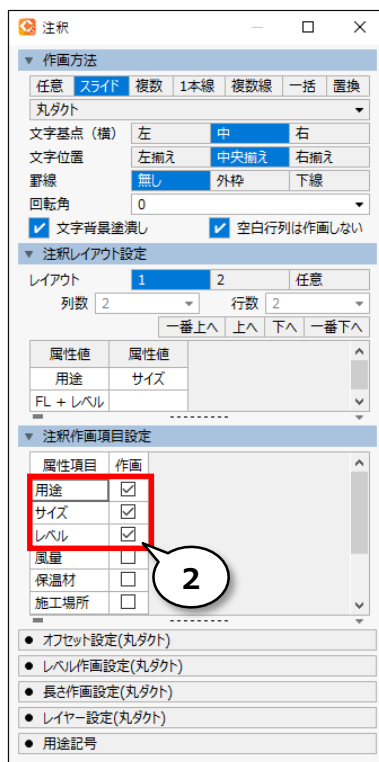 注釈
作画方法
任意 スライド 複数 1本線 複数線 一括 置換
丸ダクト
文字基点（横） 左 中 右
文字位置 左揃え 中央揃え 右揃え
罫線 無し 外枠 下線
回転角 0
文字背景塗潰し 空白行列は作画しない
注釈レイアウト設定
レイアウト 1 2 任意
列数 2 行数 2
一番上へ 上へ 下へ 一番下へ
属性値 属性値
用途 サイズ
FL + レベル
注釈作画項目設定
属性項目 作画
用途
サイズ
レベル
風量
保温材
施工場所
2
オフセット設定(丸ダクト)
レベル作画設定(丸ダクト)
長さ作画設定(丸ダクト)
レイヤー設定(丸ダクト)
用途記号